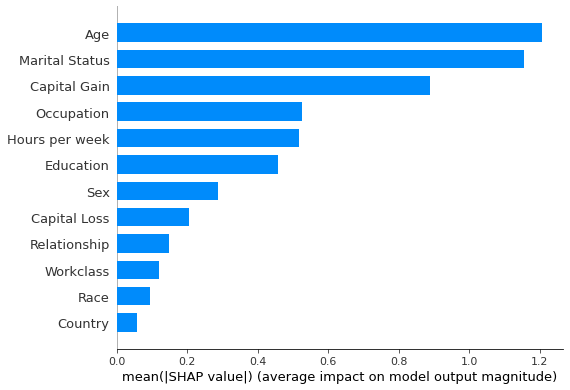 Age
Marital Status
Capital Gain
Occupation
Hours per week
Education
Sex
Capital Loss
Relationship
Workclass
Race
Country
0.0 0.2 0.4 0.6 0.8 1.0 1.2
mean(|SHAP value|) (average impact on model output magnitude)